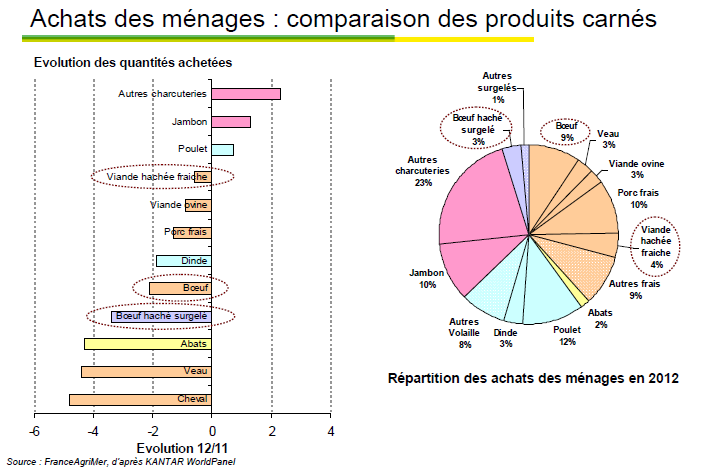 Achats des ménages : comparaison des produits carnés
Evolution des quantités achetées
Autres charcuteries
Jambon
Poulet
Viande hachée fraiche
Viande ovine
Porc frais
Dinde
Bœuf
Bœuf haché surgelé
Abats
Veau
Cheval
-6 -4 -2 0 2 4
Evolution 12/11
Autres
surgelés
1%
Bœuf haché
surgelé
3%
Bœuf
9%
Veau
3%
Viande ovine
3%
Porc frais
10%
Viande
hachée
fraiche
4%
Autres frais
9%
Abats
2%
Poulet
12%
Dinde
3%
Autres
Volaille
8%
Jambon
10%
Autres
charcuteries
23%
Répartition des achats des ménages en 2012
Source : FranceAgriMer, d'après KANTAR WorldPanel